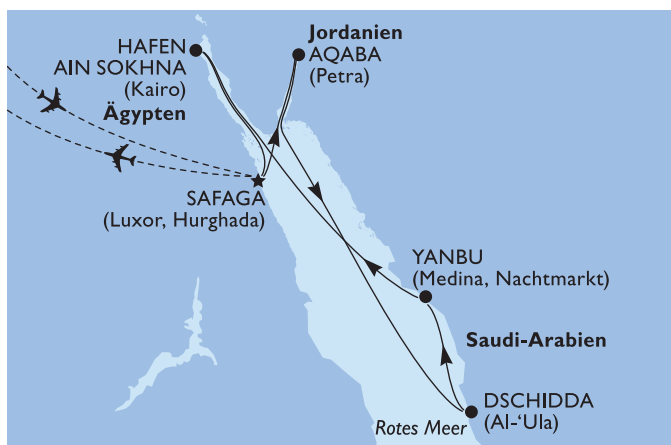 HAFEN
AIN SOKHNA
(Kairo)
Ägypten
Jordanien
AQABA
(Petra)
SAFAGA
(Luxor, Hurghada)
YANBU
(Medina, Nachtmarkt)
Saudi-Arabien
DSCHIDDA
(Al-‘Ula)
Rotes Meer